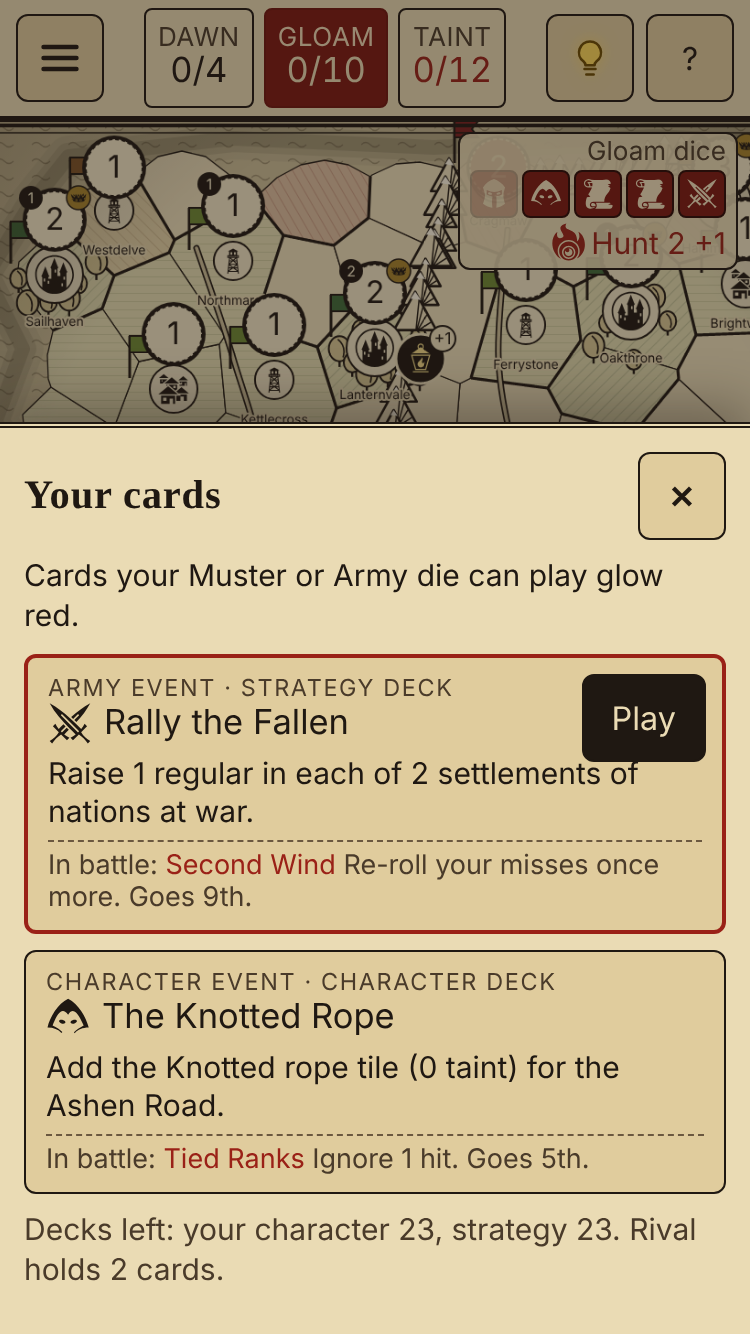 DAWN
0/4
GLOAM
0/10
TAINT
0/12
?
Gloam dice
Hunt 2 +1
1
1
2
1
1
2
2
1
1
1
+1
Westdelve
Sailhaven
Lanternvale
Ferrystone
Oakthrone
Kettlecross
Your cards
×
Cards your Muster or Army die can play glow
red.
ARMY EVENT · STRATEGY DECK
Rally the Fallen
Play
Raise 1 regular in each of 2 settlements of
nations at war.
In battle: Second Wind Re-roll your misses once
more. Goes 9th.
CHARACTER EVENT · CHARACTER DECK
The Knotted Rope
Add the Knotted rope tile (0 taint) for the
Ashen Road.
In battle: Tied Ranks Ignore 1 hit. Goes 5th.
Decks left: your character 23, strategy 23. Rival
holds 2 cards.